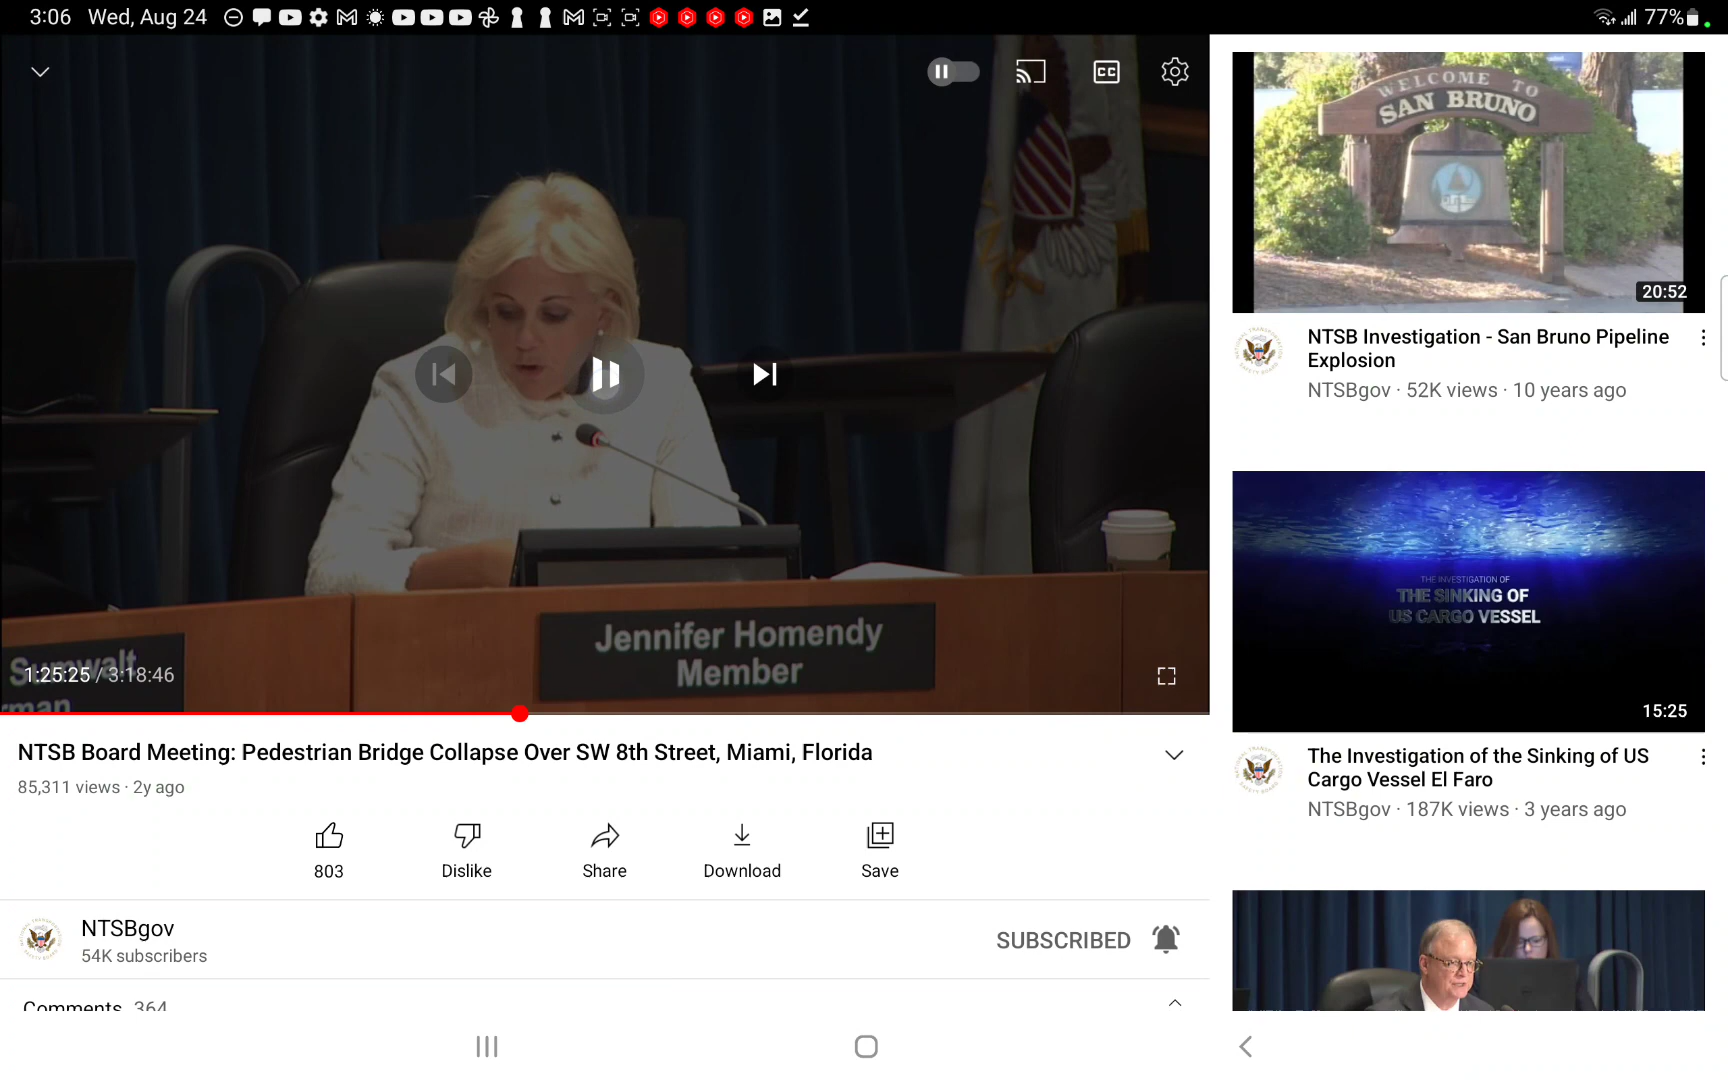 3:06 Wed, Aug 24
77%
Jennifer Homendy
Member
Sumwalt
1:25:25 / 3:18:46
NTSB Board Meeting: Pedestrian Bridge Collapse Over SW 8th Street, Miami, Florida
85,311 views · 2y ago
803
Dislike
Share
Download
Save
NTSBgov
54K subscribers
SUBSCRIBED
Comments 364
WELCOME TO
SAN BRUNO
20:52
NTSB Investigation - San Bruno Pipeline
Explosion
NTSBgov · 52K views · 10 years ago
THE INVESTIGATION OF
THE SINKING OF
US CARGO VESSEL
15:25
The Investigation of the Sinking of US
Cargo Vessel El Faro
NTSBgov · 187K views · 3 years ago